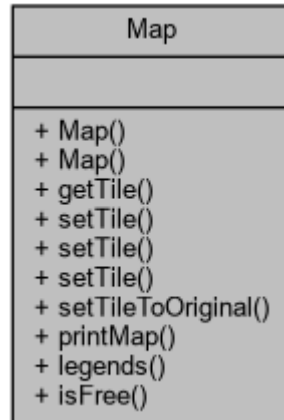 Map
+ Map()
+ Map()
+ getTile()
+ setTile()
+ setTile()
+ setTile()
+ setTileToOriginal()
+ printMap()
+ legends()
+ isFree()